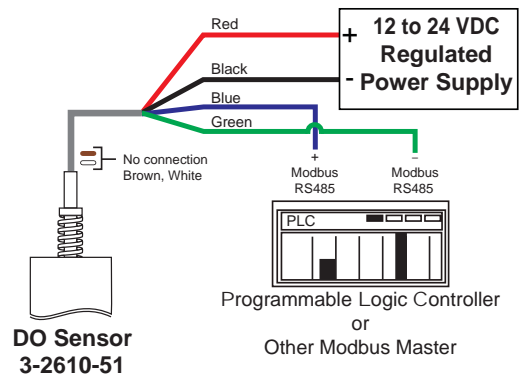 Red
+ 12 to 24 VDC
Regulated
Black
- Power Supply
Blue
Green
No connection
Brown, White
+
Modbus
RS485
–
Modbus
RS485
PLC
Programmable Logic Controller
or
Other Modbus Master
DO Sensor
3-2610-51